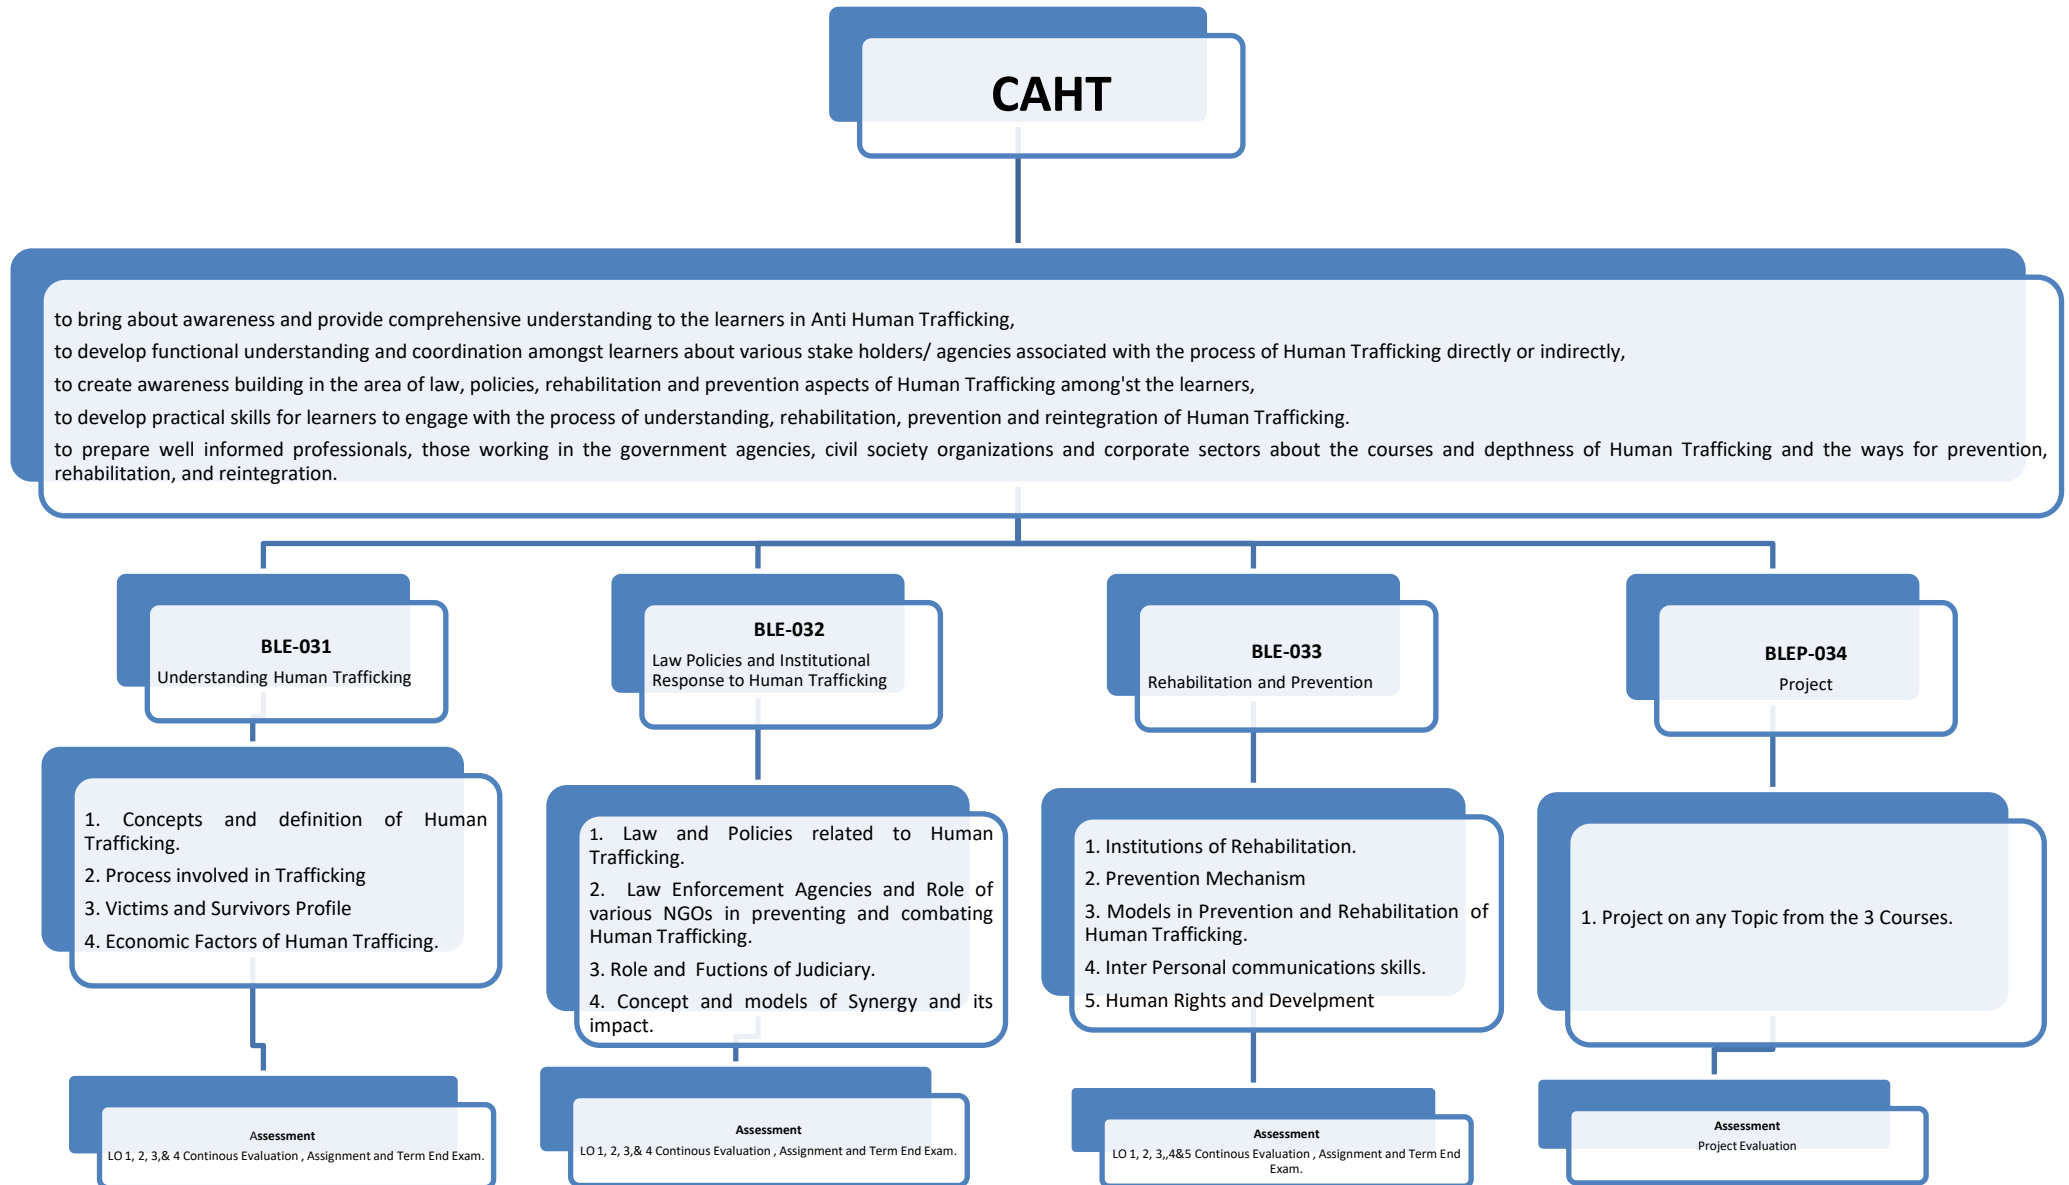 CAHT
to bring about awareness and provide comprehensive understanding to the learners in Anti Human Trafficking,
to develop functional understanding and coordination amongst learners about various stake holders/ agencies associated with the process of Human Trafficking directly or indirectly,
to create awareness building in the area of law, policies, rehabilitation and prevention aspects of Human Trafficking among'st the learners,
to develop practical skills for learners to engage with the process of understanding, rehabilitation, prevention and reintegration of Human Trafficking.
to prepare well informed professionals, those working in the government agencies, civil society organizations and corporate sectors about the courses and depthness of Human Trafficking and the ways for prevention,
rehabilitation, and reintegration.
BLE-031
Understanding Human Trafficking
BLE-032
Law Policies and Institutional
Response to Human Trafficking
BLE-033
Rehabilitation and Prevention
BLEP-034
Project
1. Concepts and definition of Human
Trafficking.
2. Process involved in Trafficking
3. Victims and Survivors Profile
4. Economic Factors of Human Trafficing.
1. Law and Policies related to Human
Trafficking.
2. Law Enforcement Agencies and Role of
various NGOs in preventing and combating
Human Trafficking.
3. Role and Fuctions of Judiciary.
4. Concept and models of Synergy and its
impact.
1. Institutions of Rehabilitation.
2. Prevention Mechanism
3. Models in Prevention and Rehabilitation of
Human Trafficking.
4. Inter Personal communications skills.
5. Human Rights and Develpment
1. Project on any Topic from the 3 Courses.
Assessment
LO 1, 2, 3,& 4 Continous Evaluation , Assignment and Term End Exam.
Assessment
LO 1, 2, 3,& 4 Continous Evaluation , Assignment and Term End Exam.
Assessment
LO 1, 2, 3,,4&5 Continous Evaluation , Assignment and Term End
Exam.
Assessment
Project Evaluation